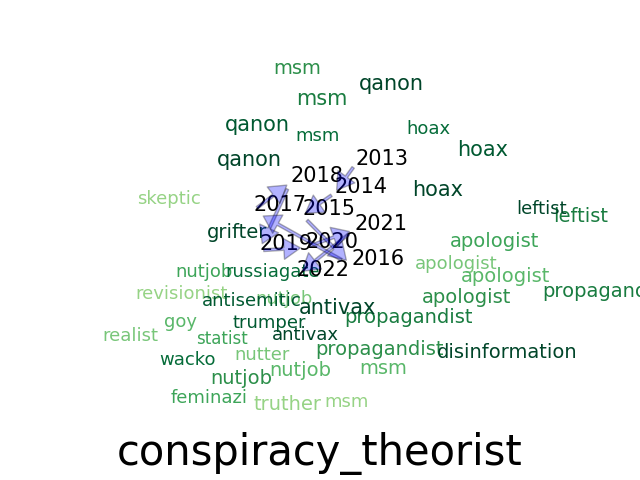 msm
qanon
msm
qanon
msm
hoax
hoax
qanon
2013
2018
2014
hoax
skeptic
2017
2015
leftist
leftist
2021
grifter
2019
2020
apologist
2016
apologist
nutjob
russiagate
2022
apologist
revisionist
antisemitic
nutjob
apologist
propagand
antivax
goy
trumper
propagandist
realist
statist
antivax
wacko
nutter
propagandist
disinformation
nutjob
nutjob
msm
feminazi
truther
msm
conspiracy_theorist